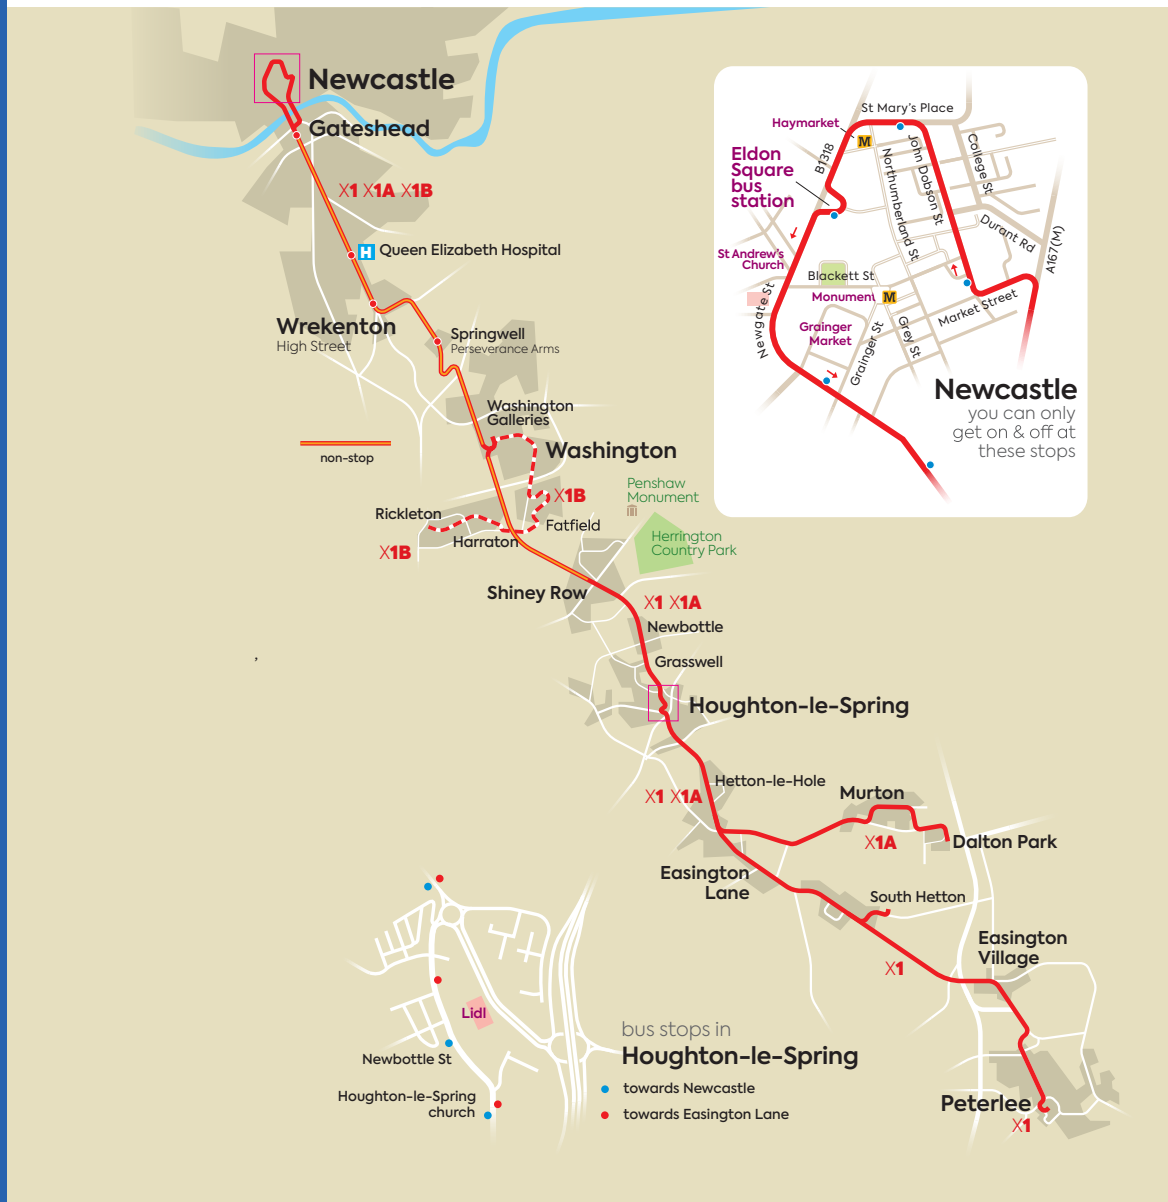 Newcastle
Gateshead
X1 X1A X1B
H
Queen Elizabeth Hospital
Wrekenton
High Street
Springwell
Perseverance Arms
Washington
Galleries
non-stop
Washington
X1B
Rickleton
Harraton
Fatfield
X1B
Penshaw
Monument
Herrington
Country Park
Shiney Row
X1 X1A
Newbottle
Grasswell
,
Houghton-le-Spring
Hetton-le-Hole
X1 X1A
Murton
X1A
Dalton Park
Easington
Lane
South Hetton
X1
Easington
Village
Peterlee
X1
St Mary's Place
Haymarket
M
B1318
Eldon
Square
bus
station
Northumberland St
John Dobson St
College St
Durant Rd
A167(M)
St Andrew's
Church
Blackett St
Monument
M
Newgate St
Grainger
Market
Grainger St
Grey St
Market Street
Newcastle
you can only
get on & off at
these stops
Lidl
Newbottle St
Houghton-le-Spring
church
bus stops in
Houghton-le-Spring
towards Newcastle
towards Easington Lane